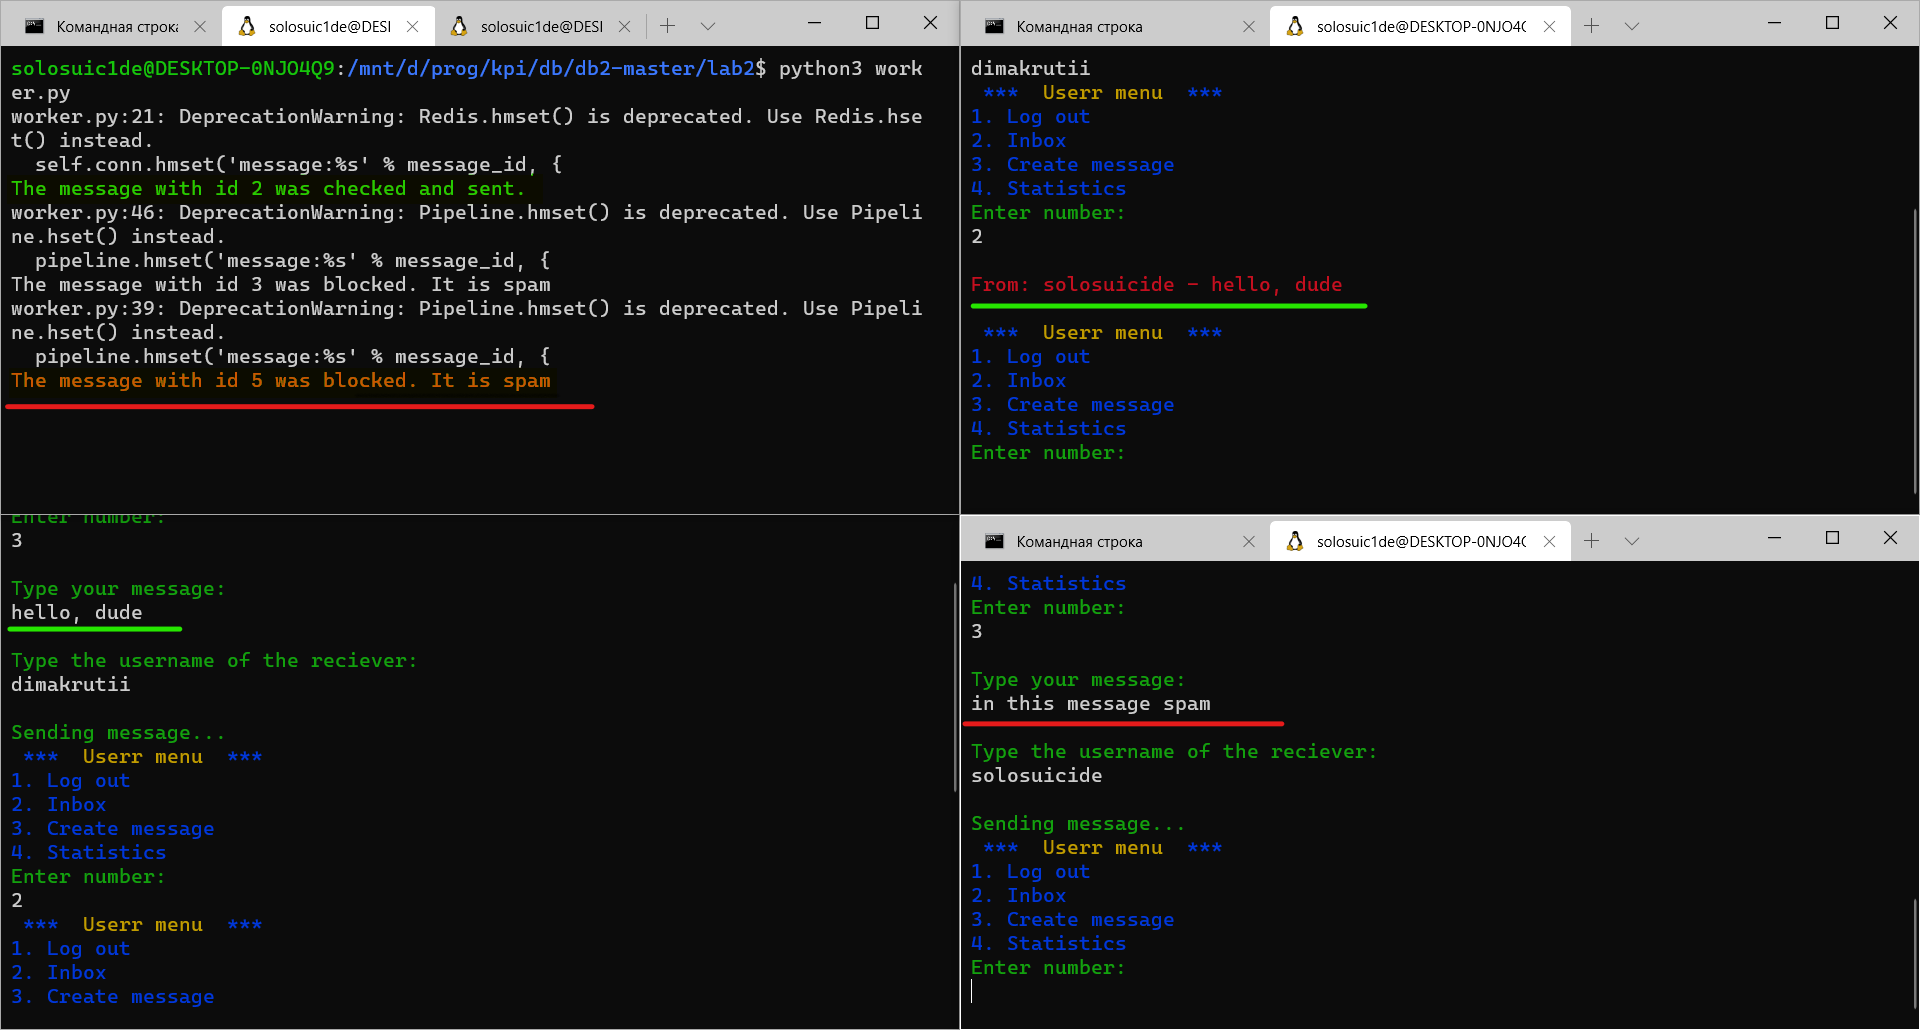 Командная строка
solosuic1de@DESI
solosuic1de@DESI
solosuic1de@DESKTOP-0NJO4Q9:/mnt/d/prog/kpi/db/db2-master/lab2$ python3 work
er.py
worker.py:21: DeprecationWarning: Redis.hmset() is deprecated. Use Redis.hse
t() instead.
self.conn.hmset('message:%s' % message_id, {
The message with id 2 was checked and sent.
worker.py:46: DeprecationWarning: Pipeline.hmset() is deprecated. Use Pipeli
ne.hset() instead.
pipeline.hmset('message:%s' % message_id, {
The message with id 3 was blocked. It is spam
worker.py:39: DeprecationWarning: Pipeline.hmset() is deprecated. Use Pipeli
ne.hset() instead.
pipeline.hmset('message:%s' % message_id, {
The message with id 5 was blocked. It is spam
Командная строка
solosuic1de@DESKTOP-0NJO4Q
dimakrutii
*** Userr menu ***
1. Log out
2. Inbox
3. Create message
4. Statistics
Enter number:
2
From: solosuicide - hello, dude
*** Userr menu ***
1. Log out
2. Inbox
3. Create message
4. Statistics
Enter number:
Enter number:
3
Type your message:
hello, dude
Type the username of the reciever:
dimakrutii
Sending message...
*** Userr menu ***
1. Log out
2. Inbox
3. Create message
4. Statistics
Enter number:
2
*** Userr menu ***
1. Log out
2. Inbox
3. Create message
Командная строка
solosuic1de@DESKTOP-0NJO4Q
4. Statistics
Enter number:
3
Type your message:
in this message spam
Type the username of the reciever:
solosuicide
Sending message...
*** Userr menu ***
1. Log out
2. Inbox
3. Create message
4. Statistics
Enter number: